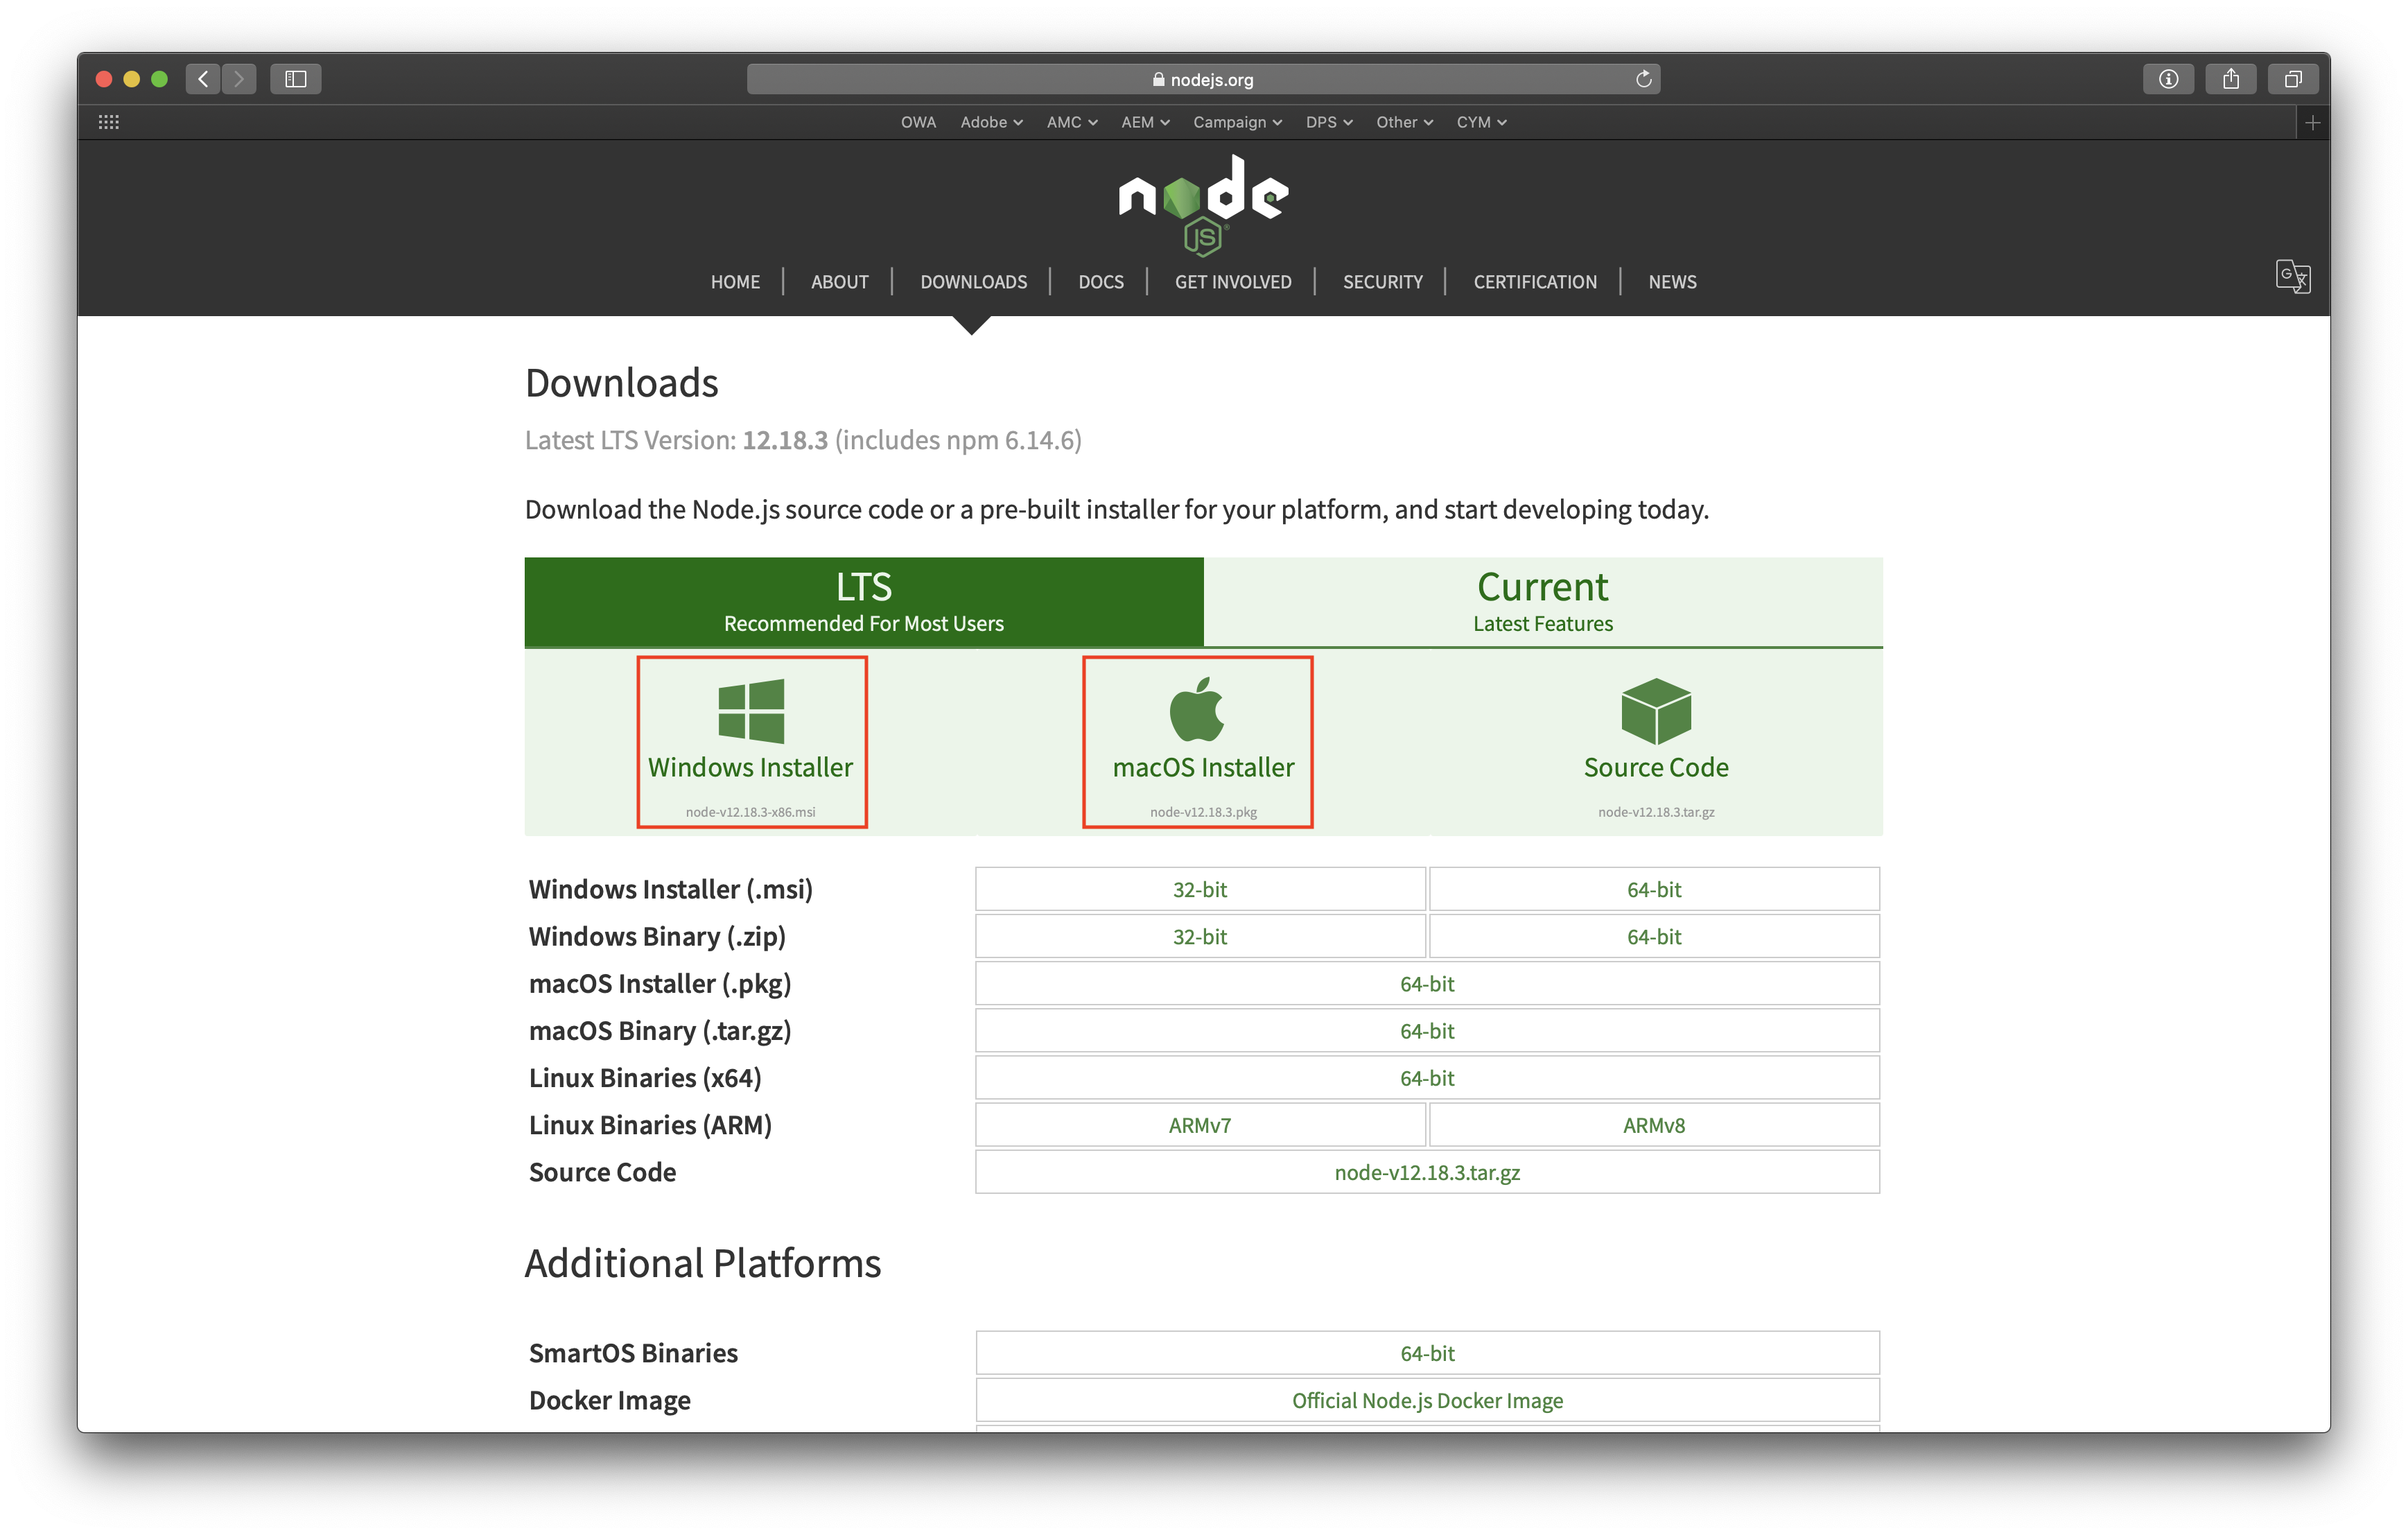 nodejs.org
OWA Adobe AMC AEM Campaign DPS Other CYM
node
JS®
HOME ABOUT DOWNLOADS DOCS GET INVOLVED SECURITY CERTIFICATION NEWS
G 文
Downloads
Latest LTS Version: 12.18.3 (includes npm 6.14.6)
Download the Node.js source code or a pre-built installer for your platform, and start developing today.
LTS
Recommended For Most Users
Current
Latest Features
Windows Installer
node-v12.18.3-x86.msi
macOS Installer
node-v12.18.3.pkg
Source Code
node-v12.18.3.tar.gz
Windows Installer (.msi) 32-bit 64-bit
Windows Binary (.zip) 32-bit 64-bit
macOS Installer (.pkg) 64-bit
macOS Binary (.tar.gz) 64-bit
Linux Binaries (x64) 64-bit
Linux Binaries (ARM) ARMv7 ARMv8
Source Code node-v12.18.3.tar.gz
Additional Platforms
SmartOS Binaries 64-bit
Docker Image Official Node.js Docker Image